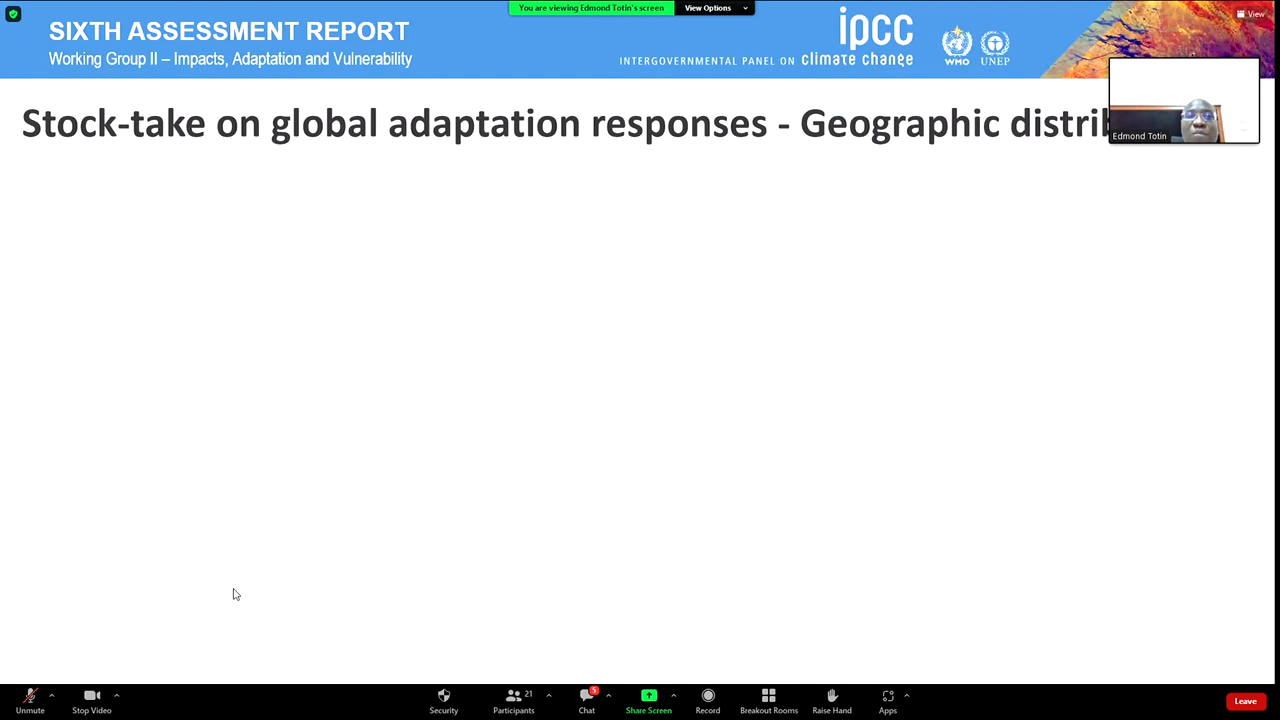 You are viewing Edmond Totin's screen
View Options
View
SIXTH ASSESSMENT REPORT
Working Group II – Impacts, Adaptation and Vulnerability
ipcc
INTERGOVERNMENTAL PANEL ON climate change
WMO
UNEP
Stock-take on global adaptation responses - Geographic distrib
Edmond Totin
Unmute
Stop Video
Security
Participants
21
Chat
5
Share Screen
Record
Breakout Rooms
Raise Hand
Apps
Leave